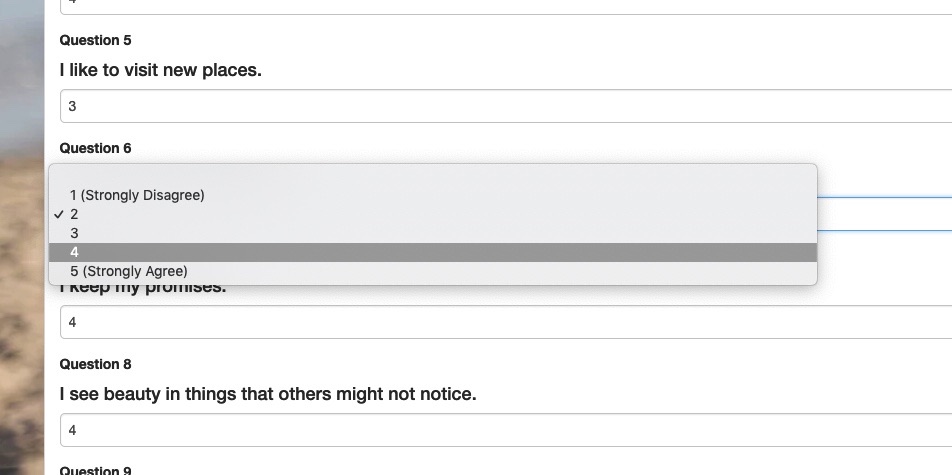 Question 5
I like to visit new places.
3
Question 6
1 (Strongly Disagree)
✓ 2
3
4
5 (Strongly Agree)
I keep my promises.
4
Question 8
I see beauty in things that others might not notice.
4
Question 9